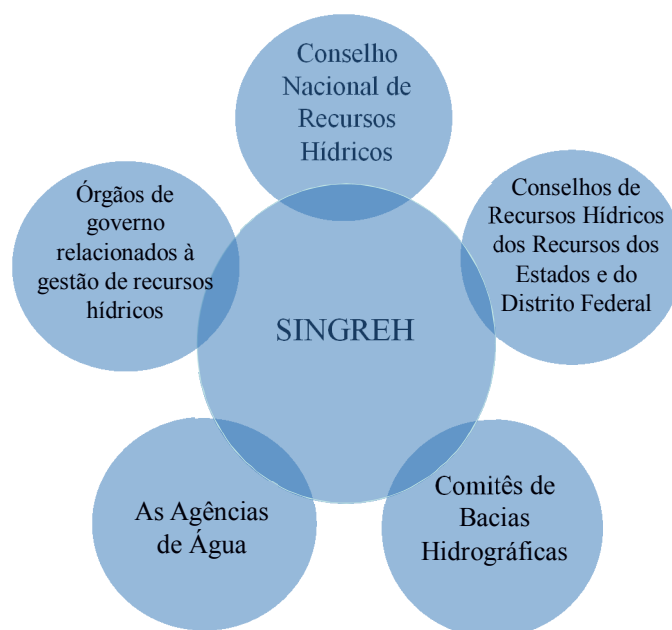 Conselho
Nacional de
Recursos
Hídricos
Órgãos de
governo
relacionados à
gestão de recursos
hídricos
Conselhos de
Recursos Hídricos
dos Recursos dos
Estados e do
Distrito Federal
SINGREH
As Agências
de Água
Comitês de
Bacias
Hidrográficas